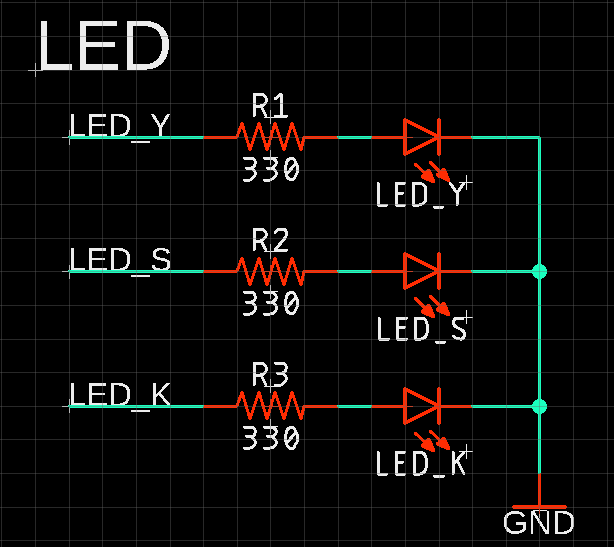 LED
LED_Y
R1
330
LED_Y
LED_S
R2
330
LED_S
LED_K
R3
330
LED_K
GND